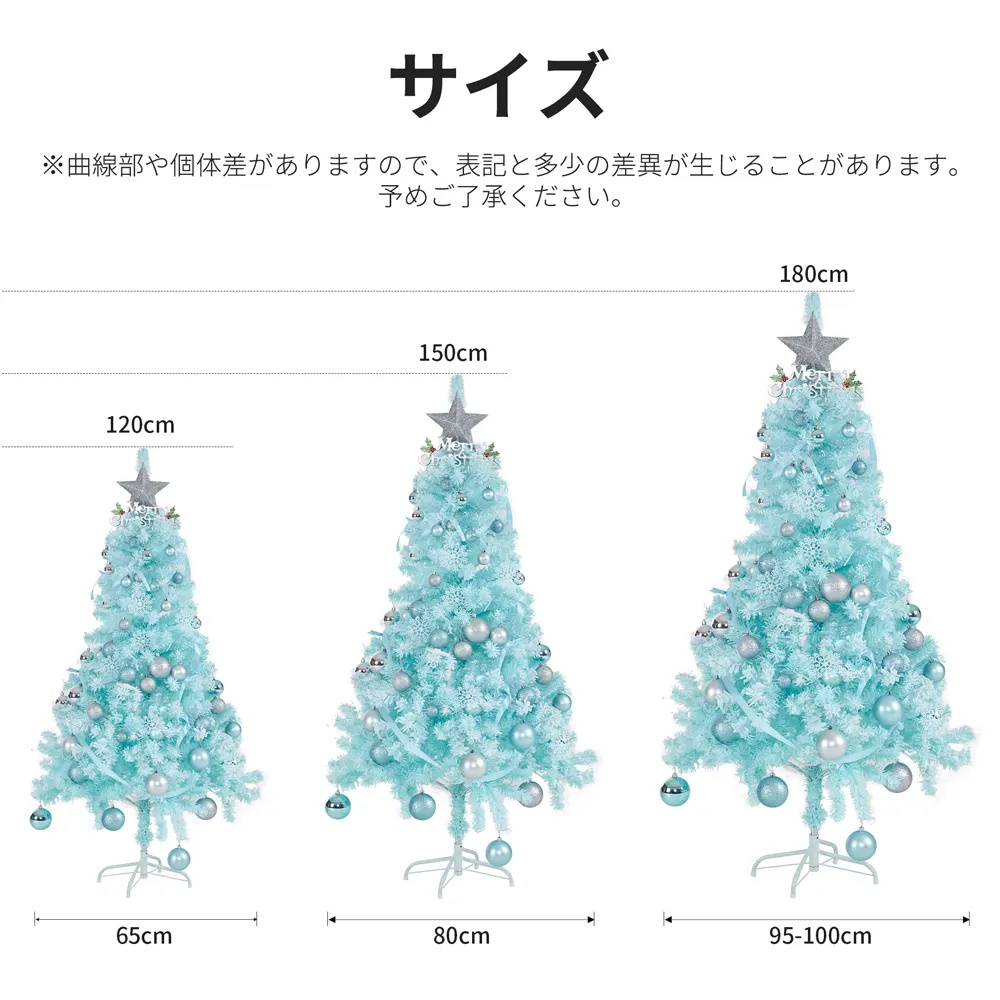 サイズ
※曲線部や個体差がありますので、表記と多少の差異が生じることがあります。
予めご了承ください。
180cm
150cm
120cm
Merry
Christmas
Merry
Christmas
Merry
Christmas
65cm
80cm
95-100cm